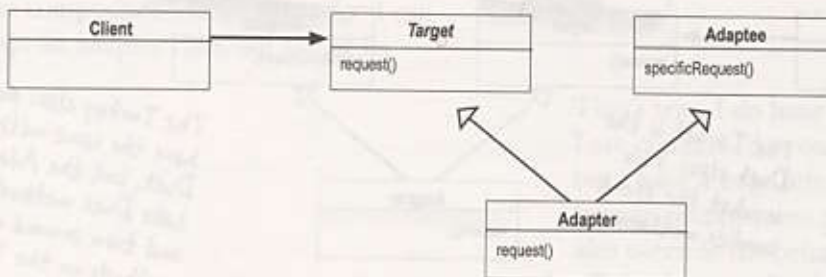 Client
Target
request()
Adaptee
specificRequest()
Adapter
request()